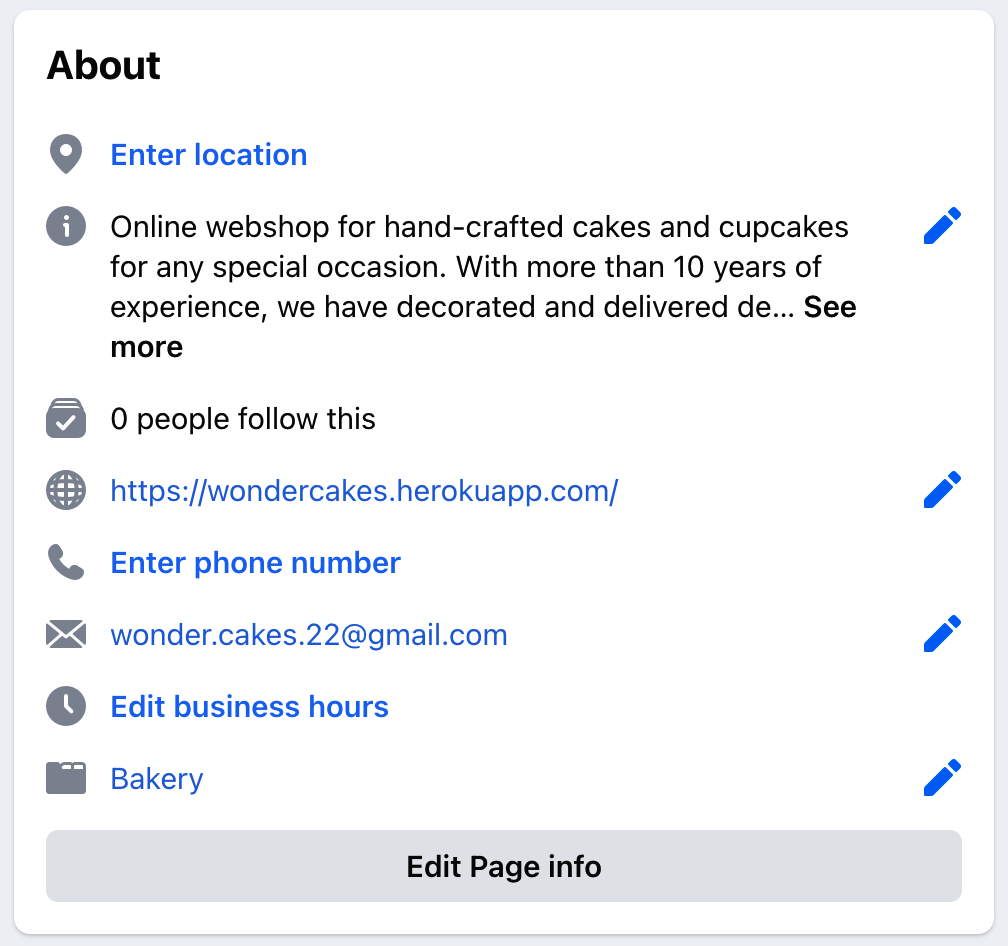 About
Enter location
Online webshop for hand-crafted cakes and cupcakes
for any special occasion. With more than 10 years of
experience, we have decorated and delivered de... See
more
0 people follow this
https://wondercakes.herokuapp.com/
Enter phone number
wonder.cakes.22@gmail.com
Edit business hours
Bakery
Edit Page info